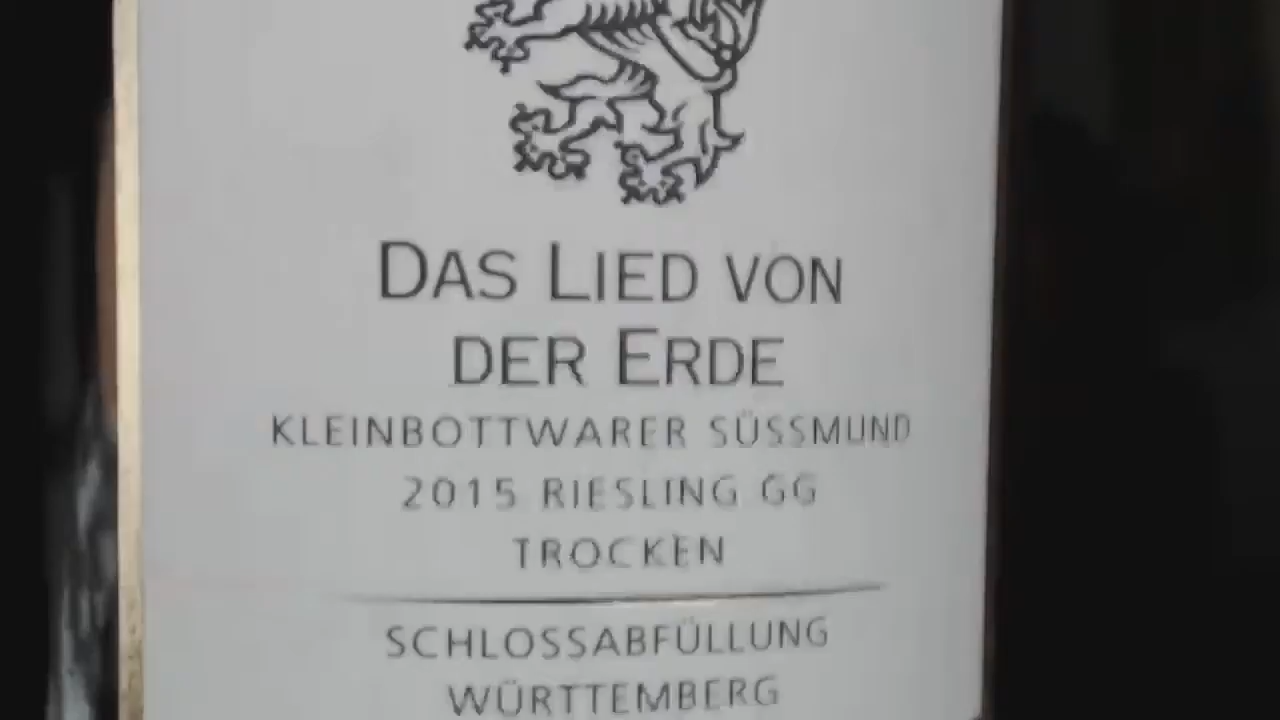 DAS LIED VON
DER ERDE
KLEINBOTTWARER SÜSSMUND
2015 RIESLING GG
TROCKEN
SCHLOSSABFÜLLUNG
WÜRTTEMBERG